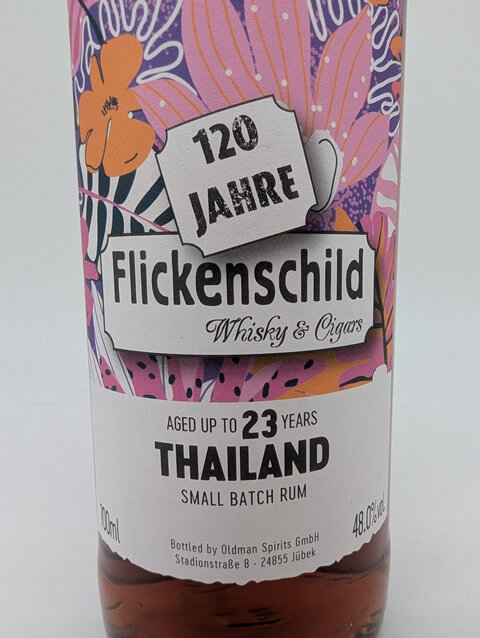 120
JAHRE
Flickenschild
Whisky & Cigars
AGED UP TO 23 YEARS
THAILAND
SMALL BATCH RUM
700ml
48.0% vol.
Bottled by Oldman Spirits GmbH
Stadionstraße 8 · 24855 Jübek